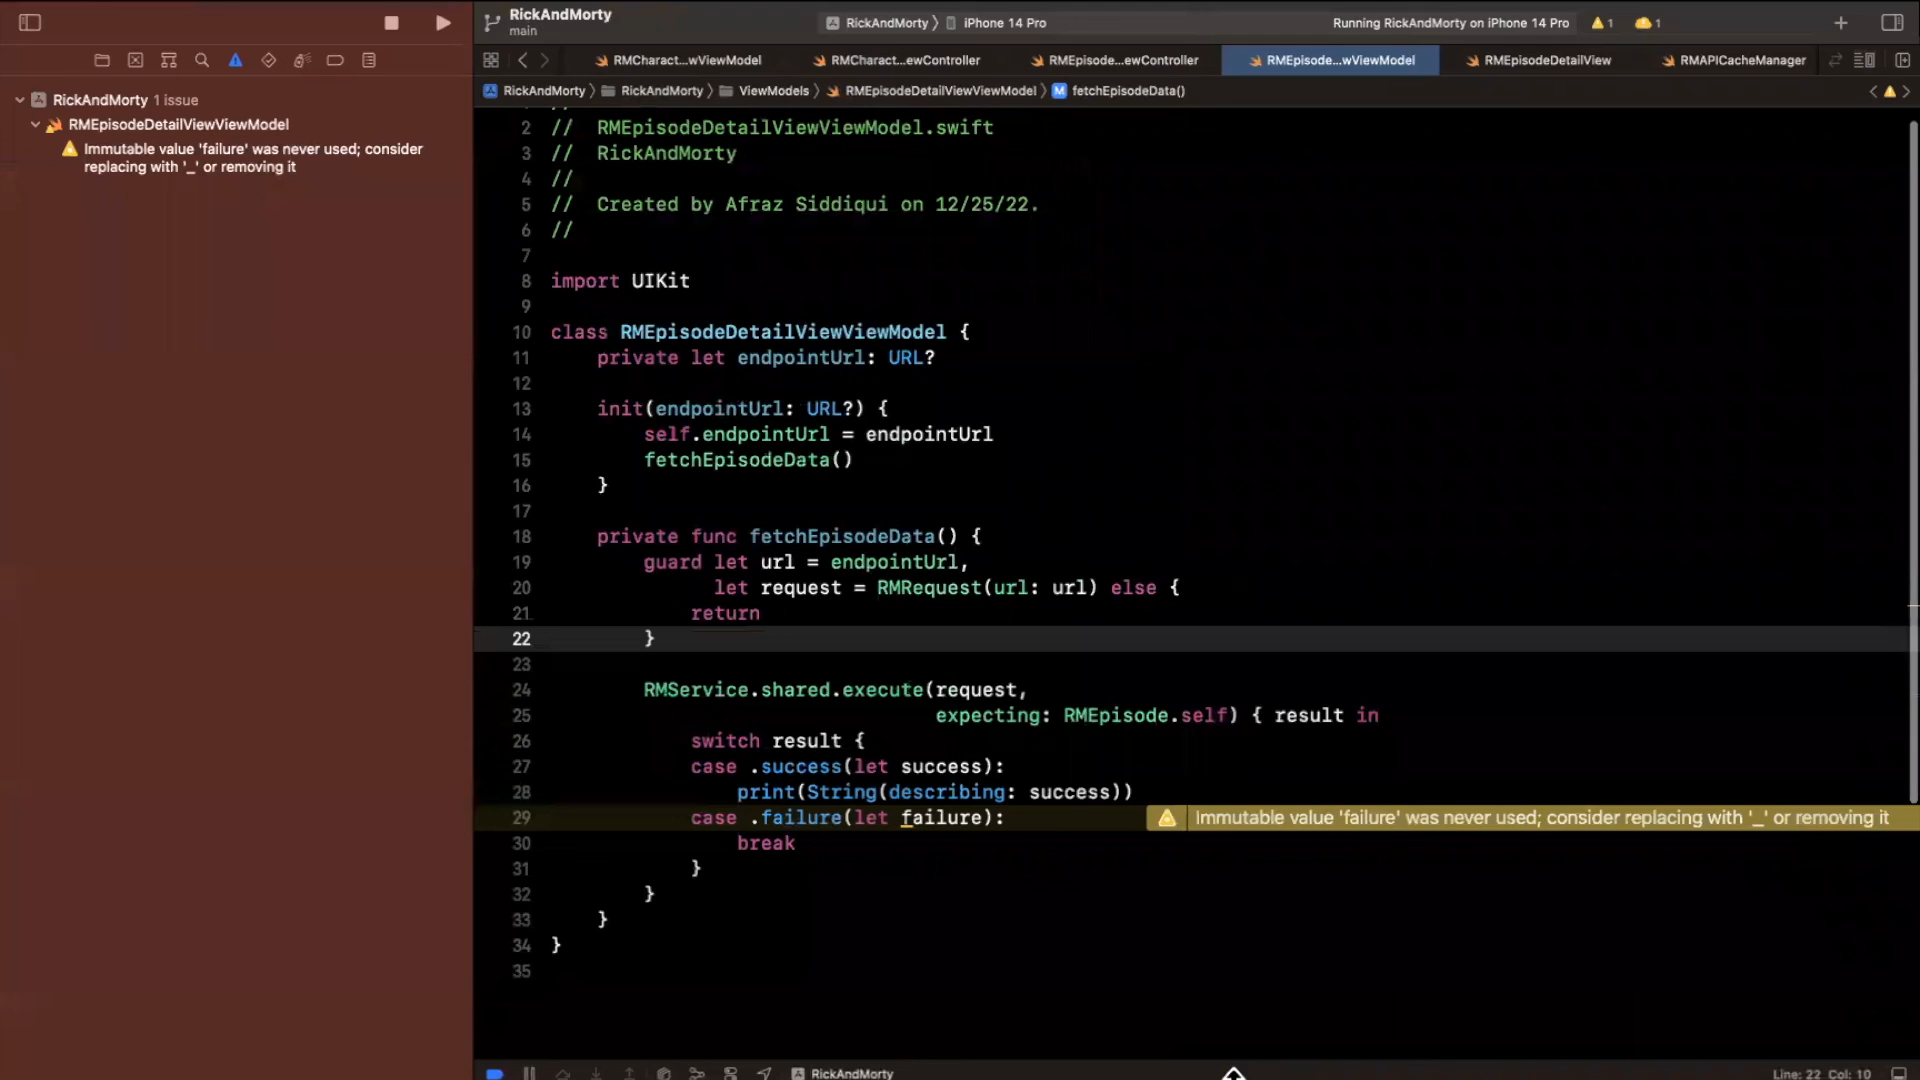 RickAndMorty
main
RickAndMorty
iPhone 14 Pro
Running RickAndMorty on iPhone 14 Pro
1
1
RMCharact...wViewModel
RMCharact...ewController
RMEpisode...ewController
RMEpisode...wViewModel
RMEpisodeDetailView
RMAPICacheManager
RickAndMorty
RickAndMorty
ViewModels
RMEpisodeDetailViewViewModel
M
fetchEpisodeData()
RickAndMorty 1 issue
RMEpisodeDetailViewViewModel
Immutable value 'failure' was never used; consider
replacing with '_' or removing it
2 //  RMEpisodeDetailViewViewModel.swift
3 //  RickAndMorty
4 //
5 //  Created by Afraz Siddiqui on 12/25/22.
6 //
7
8 import UIKit
9
10 class RMEpisodeDetailViewViewModel {
11     private let endpointUrl: URL?
12
13     init(endpointUrl: URL?) {
14         self.endpointUrl = endpointUrl
15         fetchEpisodeData()
16     }
17
18     private func fetchEpisodeData() {
19         guard let url = endpointUrl,
20               let request = RMRequest(url: url) else {
21             return
22         }
23
24         RMService.shared.execute(request,
25                                  expecting: RMEpisode.self) { result in
26             switch result {
27             case .success(let success):
28                 print(String(describing: success))
29             case .failure(let failure):
Immutable value 'failure' was never used; consider replacing with '_' or removing it
30                 break
31             }
32         }
33     }
34 }
35
RickAndMorty
Line: 22 Col: 10